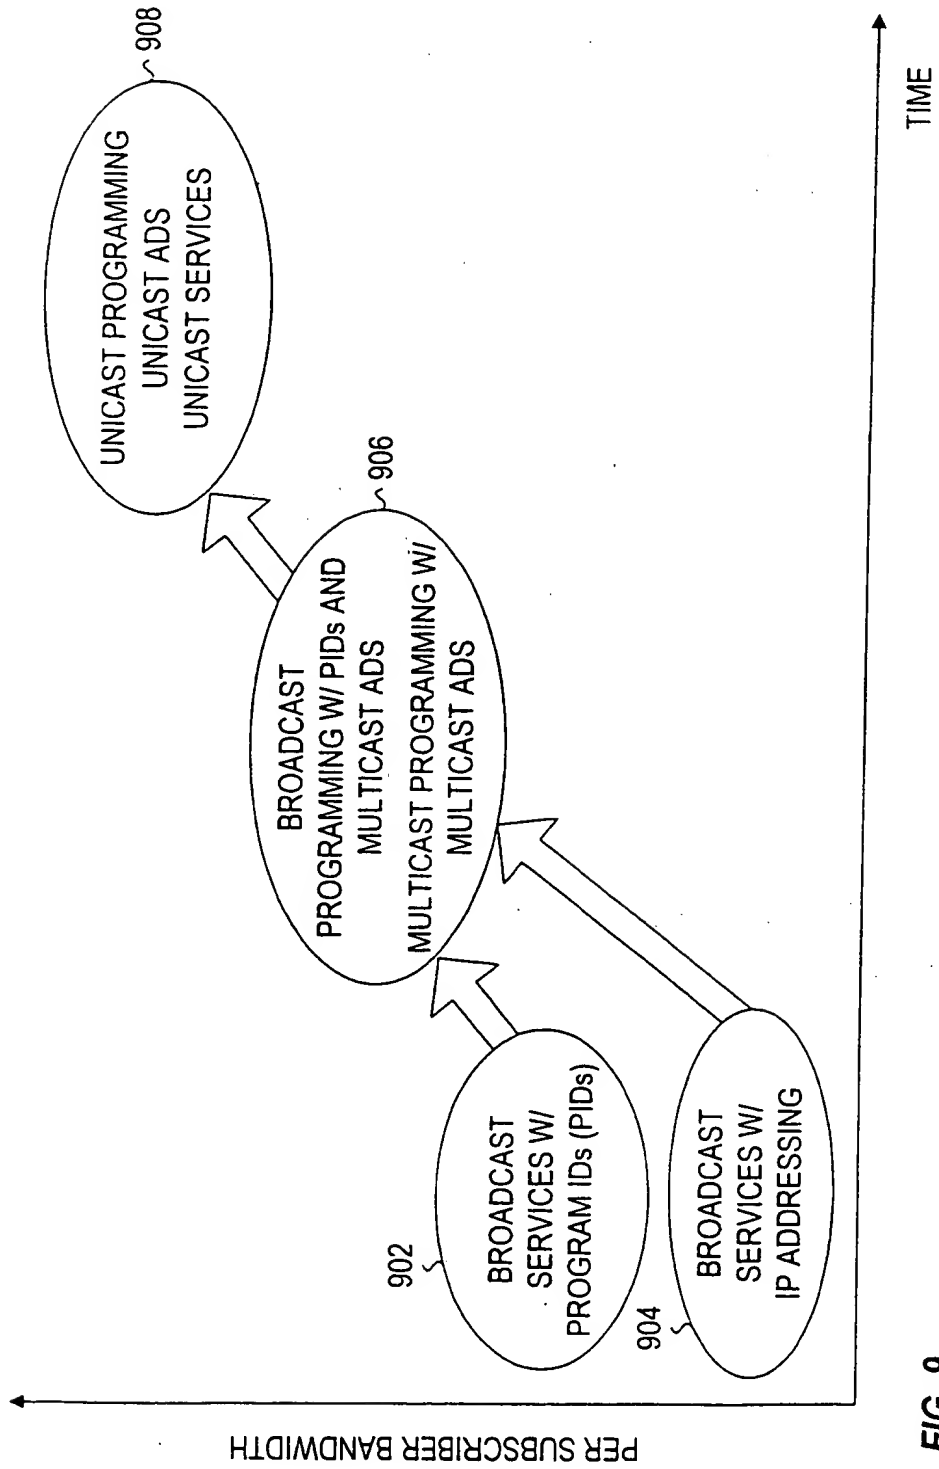 PER SUBSCRIBER BANDWIDTH
902
BROADCAST
SERVICES W/
PROGRAM IDs (PIDs)
904
BROADCAST
SERVICES W/
IP ADDRESSING
906
BROADCAST
PROGRAMMING W/ PIDs AND
MULTICAST ADS
MULTICAST PROGRAMMING W/
MULTICAST ADS
908
UNICAST PROGRAMMING
UNICAST ADS
UNICAST SERVICES
TIME
FIG. 9